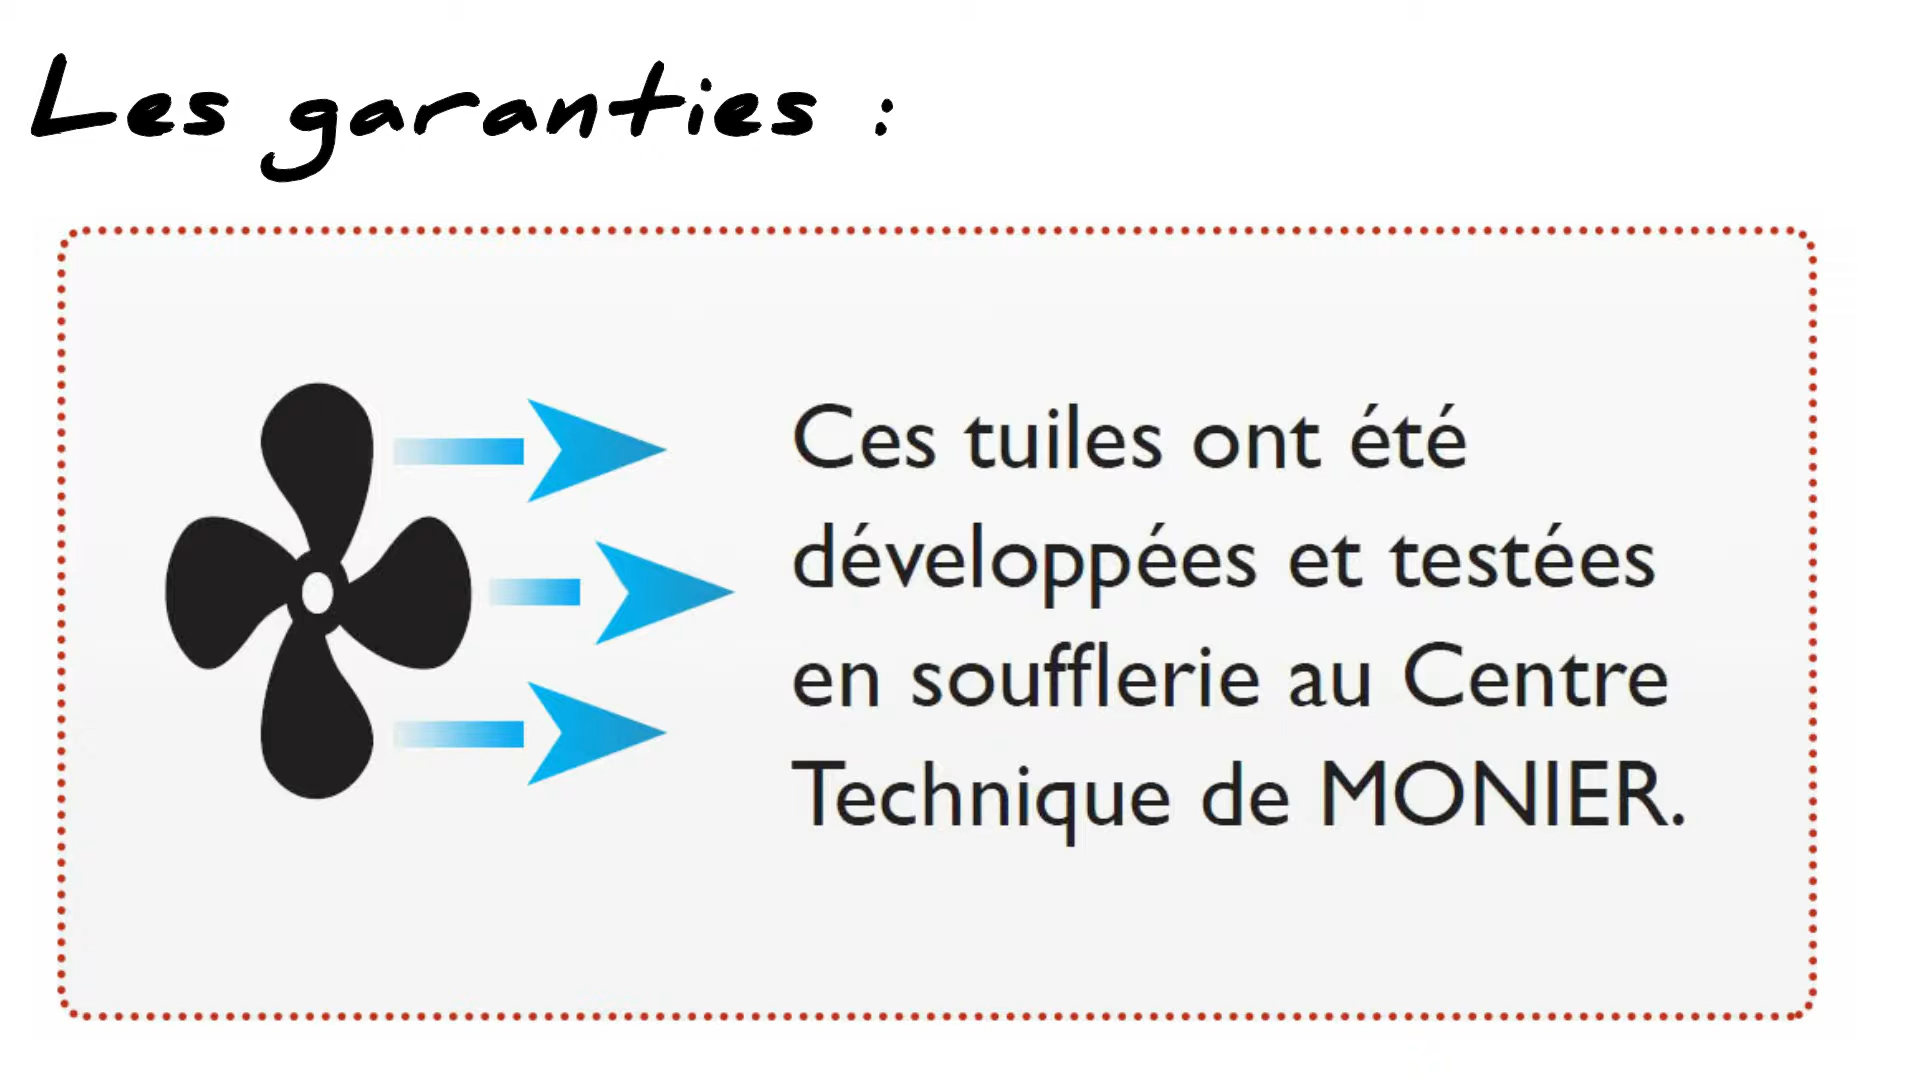 Les garanties :
Ces tuiles ont été
développées et testées
en soufflerie au Centre
Technique de MONIER.